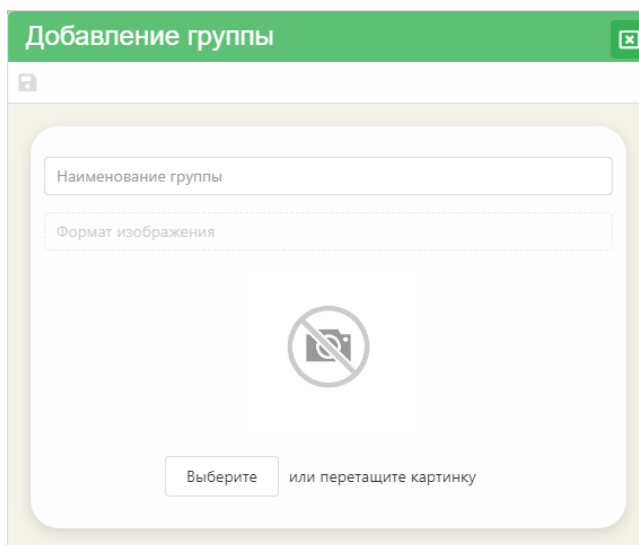 Добавление группы
Наименование группы
Формат изображения
Выберите или перетащите картинку